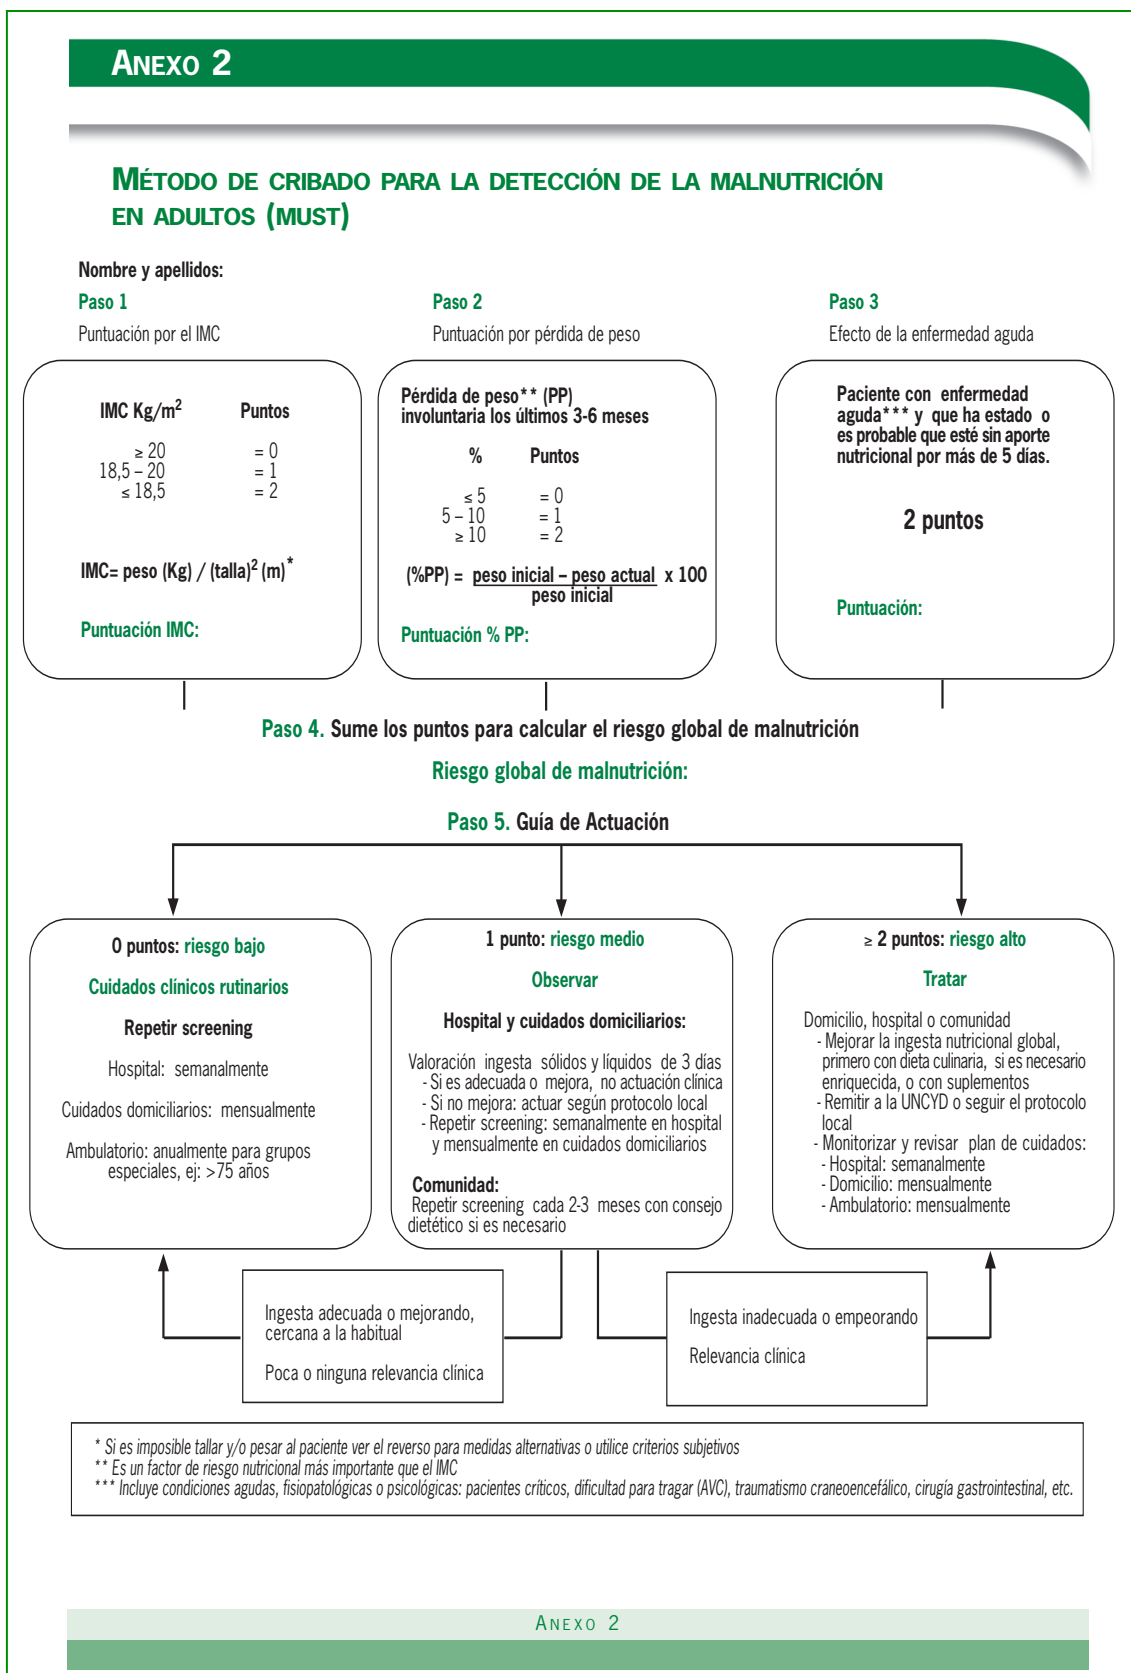 ANEXO 2
MÉTODO DE CRIBADO PARA LA DETECCIÓN DE LA MALNUTRICIÓN
EN ADULTOS (MUST)
Nombre y apellidos:
Paso 1
Puntuación por el IMC
IMC Kg/m²
Puntos
≥ 20 = 0
18,5 – 20 = 1
≤ 18,5 = 2
IMC= peso (Kg) / (talla)² (m)*
Puntuación IMC:
Paso 2
Puntuación por pérdida de peso
Pérdida de peso** (PP)
involuntaria los últimos 3-6 meses
% Puntos
≤ 5 = 0
5 – 10 = 1
≥ 10 = 2
(%PP) = peso inicial – peso actual x 100
peso inicial
Puntuación % PP:
Paso 3
Efecto de la enfermedad aguda
Paciente con enfermedad
aguda*** y que ha estado o
es probable que esté sin aporte
nutricional por más de 5 días.
2 puntos
Puntuación:
Paso 4. Sume los puntos para calcular el riesgo global de malnutrición
Riesgo global de malnutrición:
Paso 5. Guía de Actuación
0 puntos: riesgo bajo
Cuidados clínicos rutinarios
Repetir screening
Hospital: semanalmente
Cuidados domiciliarios: mensualmente
Ambulatorio: anualmente para grupos
especiales, ej: >75 años
1 punto: riesgo medio
Observar
Hospital y cuidados domiciliarios:
Valoración ingesta sólidos y líquidos de 3 días
- Si es adecuada o mejora, no actuación clínica
- Si no mejora: actuar según protocolo local
- Repetir screening: semanalmente en hospital
y mensualmente en cuidados domiciliarios
Comunidad:
Repetir screening cada 2-3 meses con consejo
dietético si es necesario
≥ 2 puntos: riesgo alto
Tratar
Domicilio, hospital o comunidad
- Mejorar la ingesta nutricional global,
primero con dieta culinaria, si es necesario
enriquecida, o con suplementos
- Remitir a la UNCYD o seguir el protocolo
local
- Monitorizar y revisar plan de cuidados:
- Hospital: semanalmente
- Domicilio: mensualmente
- Ambulatorio: mensualmente
Ingesta adecuada o mejorando,
cercana a la habitual
Poca o ninguna relevancia clínica
Ingesta inadecuada o empeorando
Relevancia clínica
* Si es imposible tallar y/o pesar al paciente ver el reverso para medidas alternativas o utilice criterios subjetivos
** Es un factor de riesgo nutricional más importante que el IMC
*** Incluye condiciones agudas, fisiopatológicas o psicológicas: pacientes críticos, dificultad para tragar (AVC), traumatismo craneoencefálico, cirugía gastrointestinal, etc.
ANEXO 2